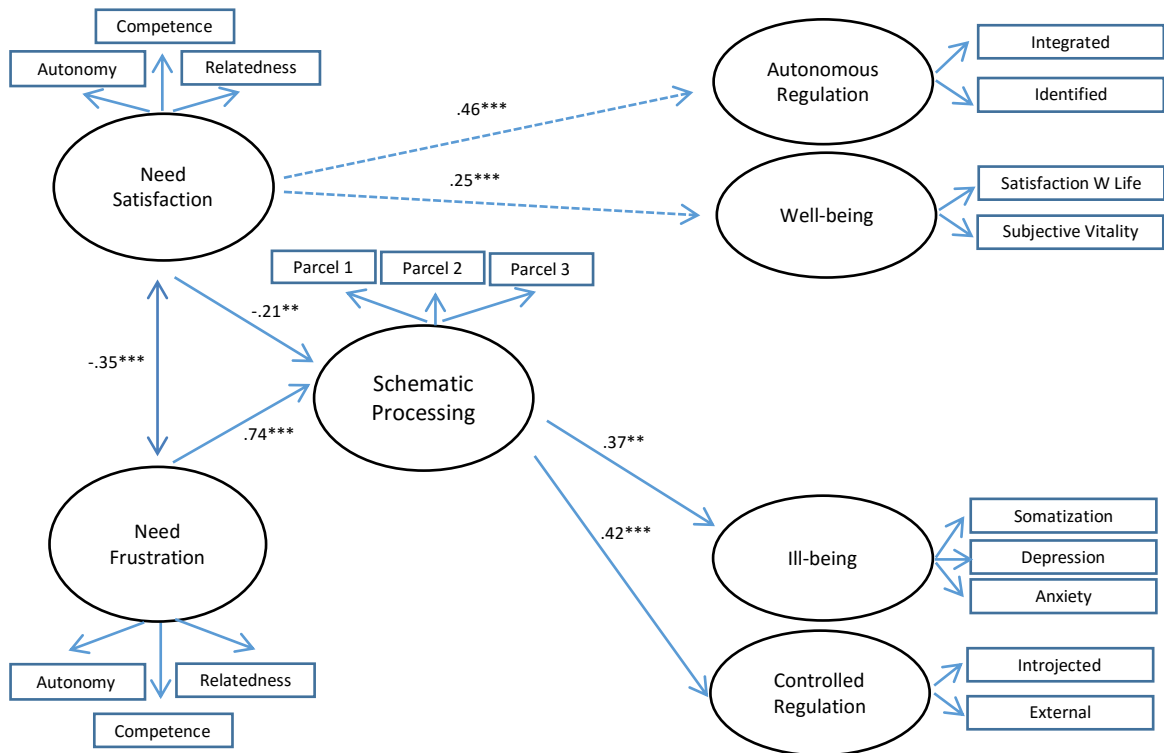 Competence
Autonomy
Relatedness
Need
Satisfaction
.46***
.25***
Autonomous
Regulation
Integrated
Identified
Well-being
Satisfaction W Life
Subjective Vitality
Parcel 1
Parcel 2
Parcel 3
-.21**
-.35***
.74***
Schematic
Processing
.37**
.42***
Need
Frustration
Autonomy
Relatedness
Competence
Ill-being
Somatization
Depression
Anxiety
Controlled
Regulation
Introjected
External